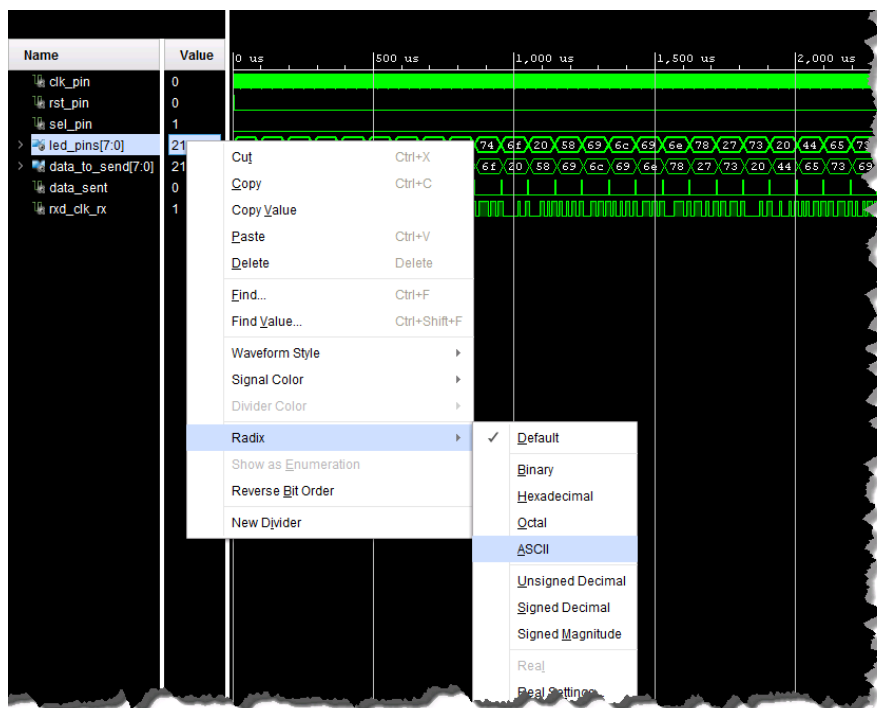 Name Value 0 us 500 us 1,000 us 1,500 us 2,000 us
clk_pin 0
rst_pin 0
sel_pin 1
led_pins[7:0] 21 74 6f 20 58 69 6c 69 6e 78 27 73 20 44 65 73
data_to_send[7:0] 21 6f 20 58 69 6c 69 6e 78 27 73 20 44 65 73 69
data_sent 0
rxd_clk_rx 1
Cut Ctrl+X
Copy Ctrl+C
Copy Value
Paste Ctrl+V
Delete Delete
Find... Ctrl+F
Find Value... Ctrl+Shift+F
Waveform Style
Signal Color
Divider Color
Radix
Show as Enumeration
Reverse Bit Order
New Divider
Default
Binary
Hexadecimal
Octal
ASCII
Unsigned Decimal
Signed Decimal
Signed Magnitude
Real
Real Settings